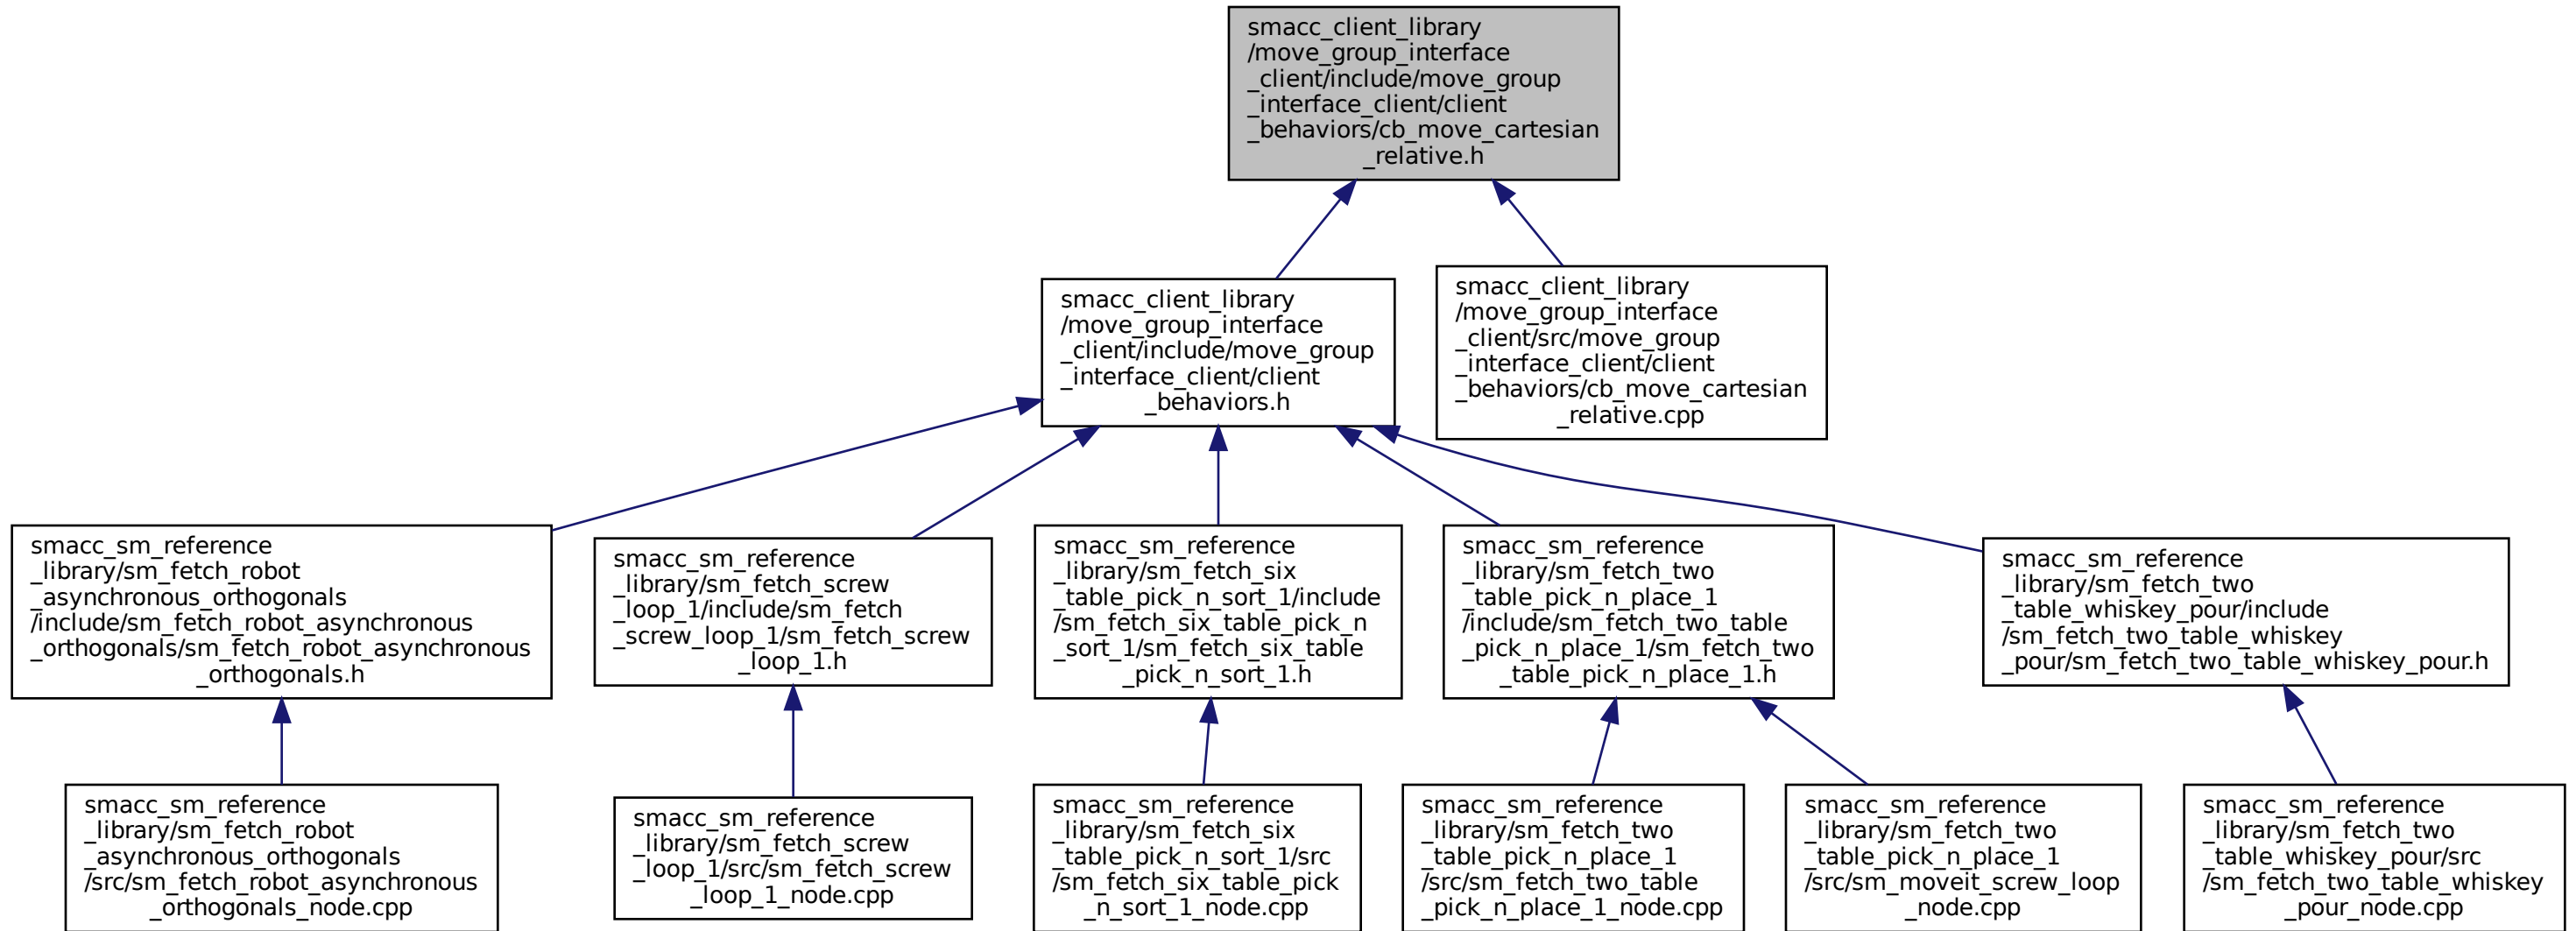 smacc_client_library
/move_group_interface
_client/include/move_group
_interface_client/client
_behaviors/cb_move_cartesian
_relative.h
smacc_client_library
/move_group_interface
_client/include/move_group
_interface_client/client
_behaviors.h
smacc_client_library
/move_group_interface
_client/src/move_group
_interface_client/client
_behaviors/cb_move_cartesian
_relative.cpp
smacc_sm_reference
_library/sm_fetch_robot
_asynchronous_orthogonals
/include/sm_fetch_robot_asynchronous
_orthogonals/sm_fetch_robot_asynchronous
_orthogonals.h
smacc_sm_reference
_library/sm_fetch_screw
_loop_1/include/sm_fetch
_screw_loop_1/sm_fetch_screw
_loop_1.h
smacc_sm_reference
_library/sm_fetch_six
_table_pick_n_sort_1/include
/sm_fetch_six_table_pick_n
_sort_1/sm_fetch_six_table
_pick_n_sort_1.h
smacc_sm_reference
_library/sm_fetch_two
_table_pick_n_place_1
/include/sm_fetch_two_table
_pick_n_place_1/sm_fetch_two
_table_pick_n_place_1.h
smacc_sm_reference
_library/sm_fetch_two
_table_whiskey_pour/include
/sm_fetch_two_table_whiskey
_pour/sm_fetch_two_table_whiskey_pour.h
smacc_sm_reference
_library/sm_fetch_robot
_asynchronous_orthogonals
/src/sm_fetch_robot_asynchronous
_orthogonals_node.cpp
smacc_sm_reference
_library/sm_fetch_screw
_loop_1/src/sm_fetch_screw
_loop_1_node.cpp
smacc_sm_reference
_library/sm_fetch_six
_table_pick_n_sort_1/src
/sm_fetch_six_table_pick
_n_sort_1_node.cpp
smacc_sm_reference
_library/sm_fetch_two
_table_pick_n_place_1
/src/sm_fetch_two_table
_pick_n_place_1_node.cpp
smacc_sm_reference
_library/sm_fetch_two
_table_pick_n_place_1
/src/sm_moveit_screw_loop
_node.cpp
smacc_sm_reference
_library/sm_fetch_two
_table_whiskey_pour/src
/sm_fetch_two_table_whiskey
_pour_node.cpp